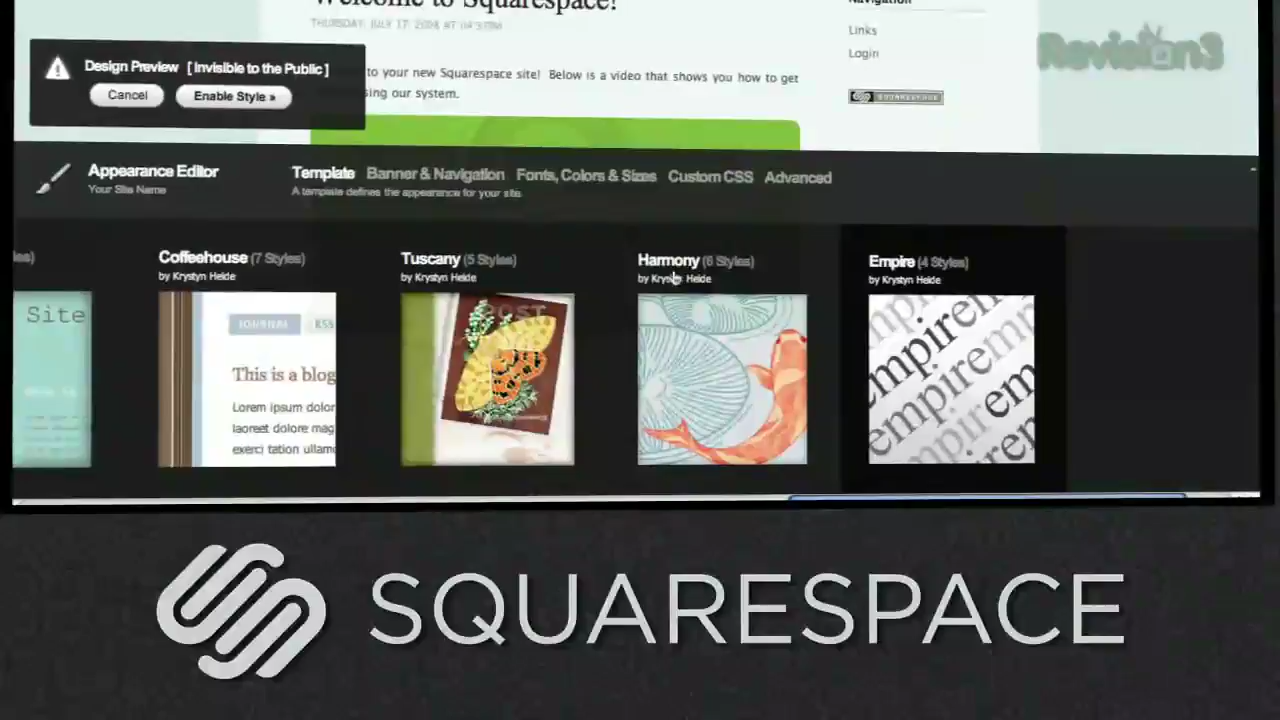 Welcome to Squarespace!
THURSDAY, JULY 17, 2008 AT 04:37PM
Navigation
Links
Login
SQUARESPACE
Revision3
Design Preview [ Invisible to the Public ]
Cancel
Enable Style »
to your new Squarespace site! Below is a video that shows you how to get
sing our system.
Appearance Editor
Your Site Name
Template Banner & Navigation Fonts, Colors & Sizes Custom CSS Advanced
A template defines the appearance for your site.
les)
Coffeehouse (7 Styles)
by Krystyn Heide
Tuscany (5 Styles)
by Krystyn Heide
Harmony (6 Styles)
by Krystyn Heide
Empire (4 Styles)
by Krystyn Heide
Site
JOURNAL RSS
This is a blog
Lorem ipsum dolor
laoreet dolore mag
exerci tation ullam
POST
empire
SQUARESPACE